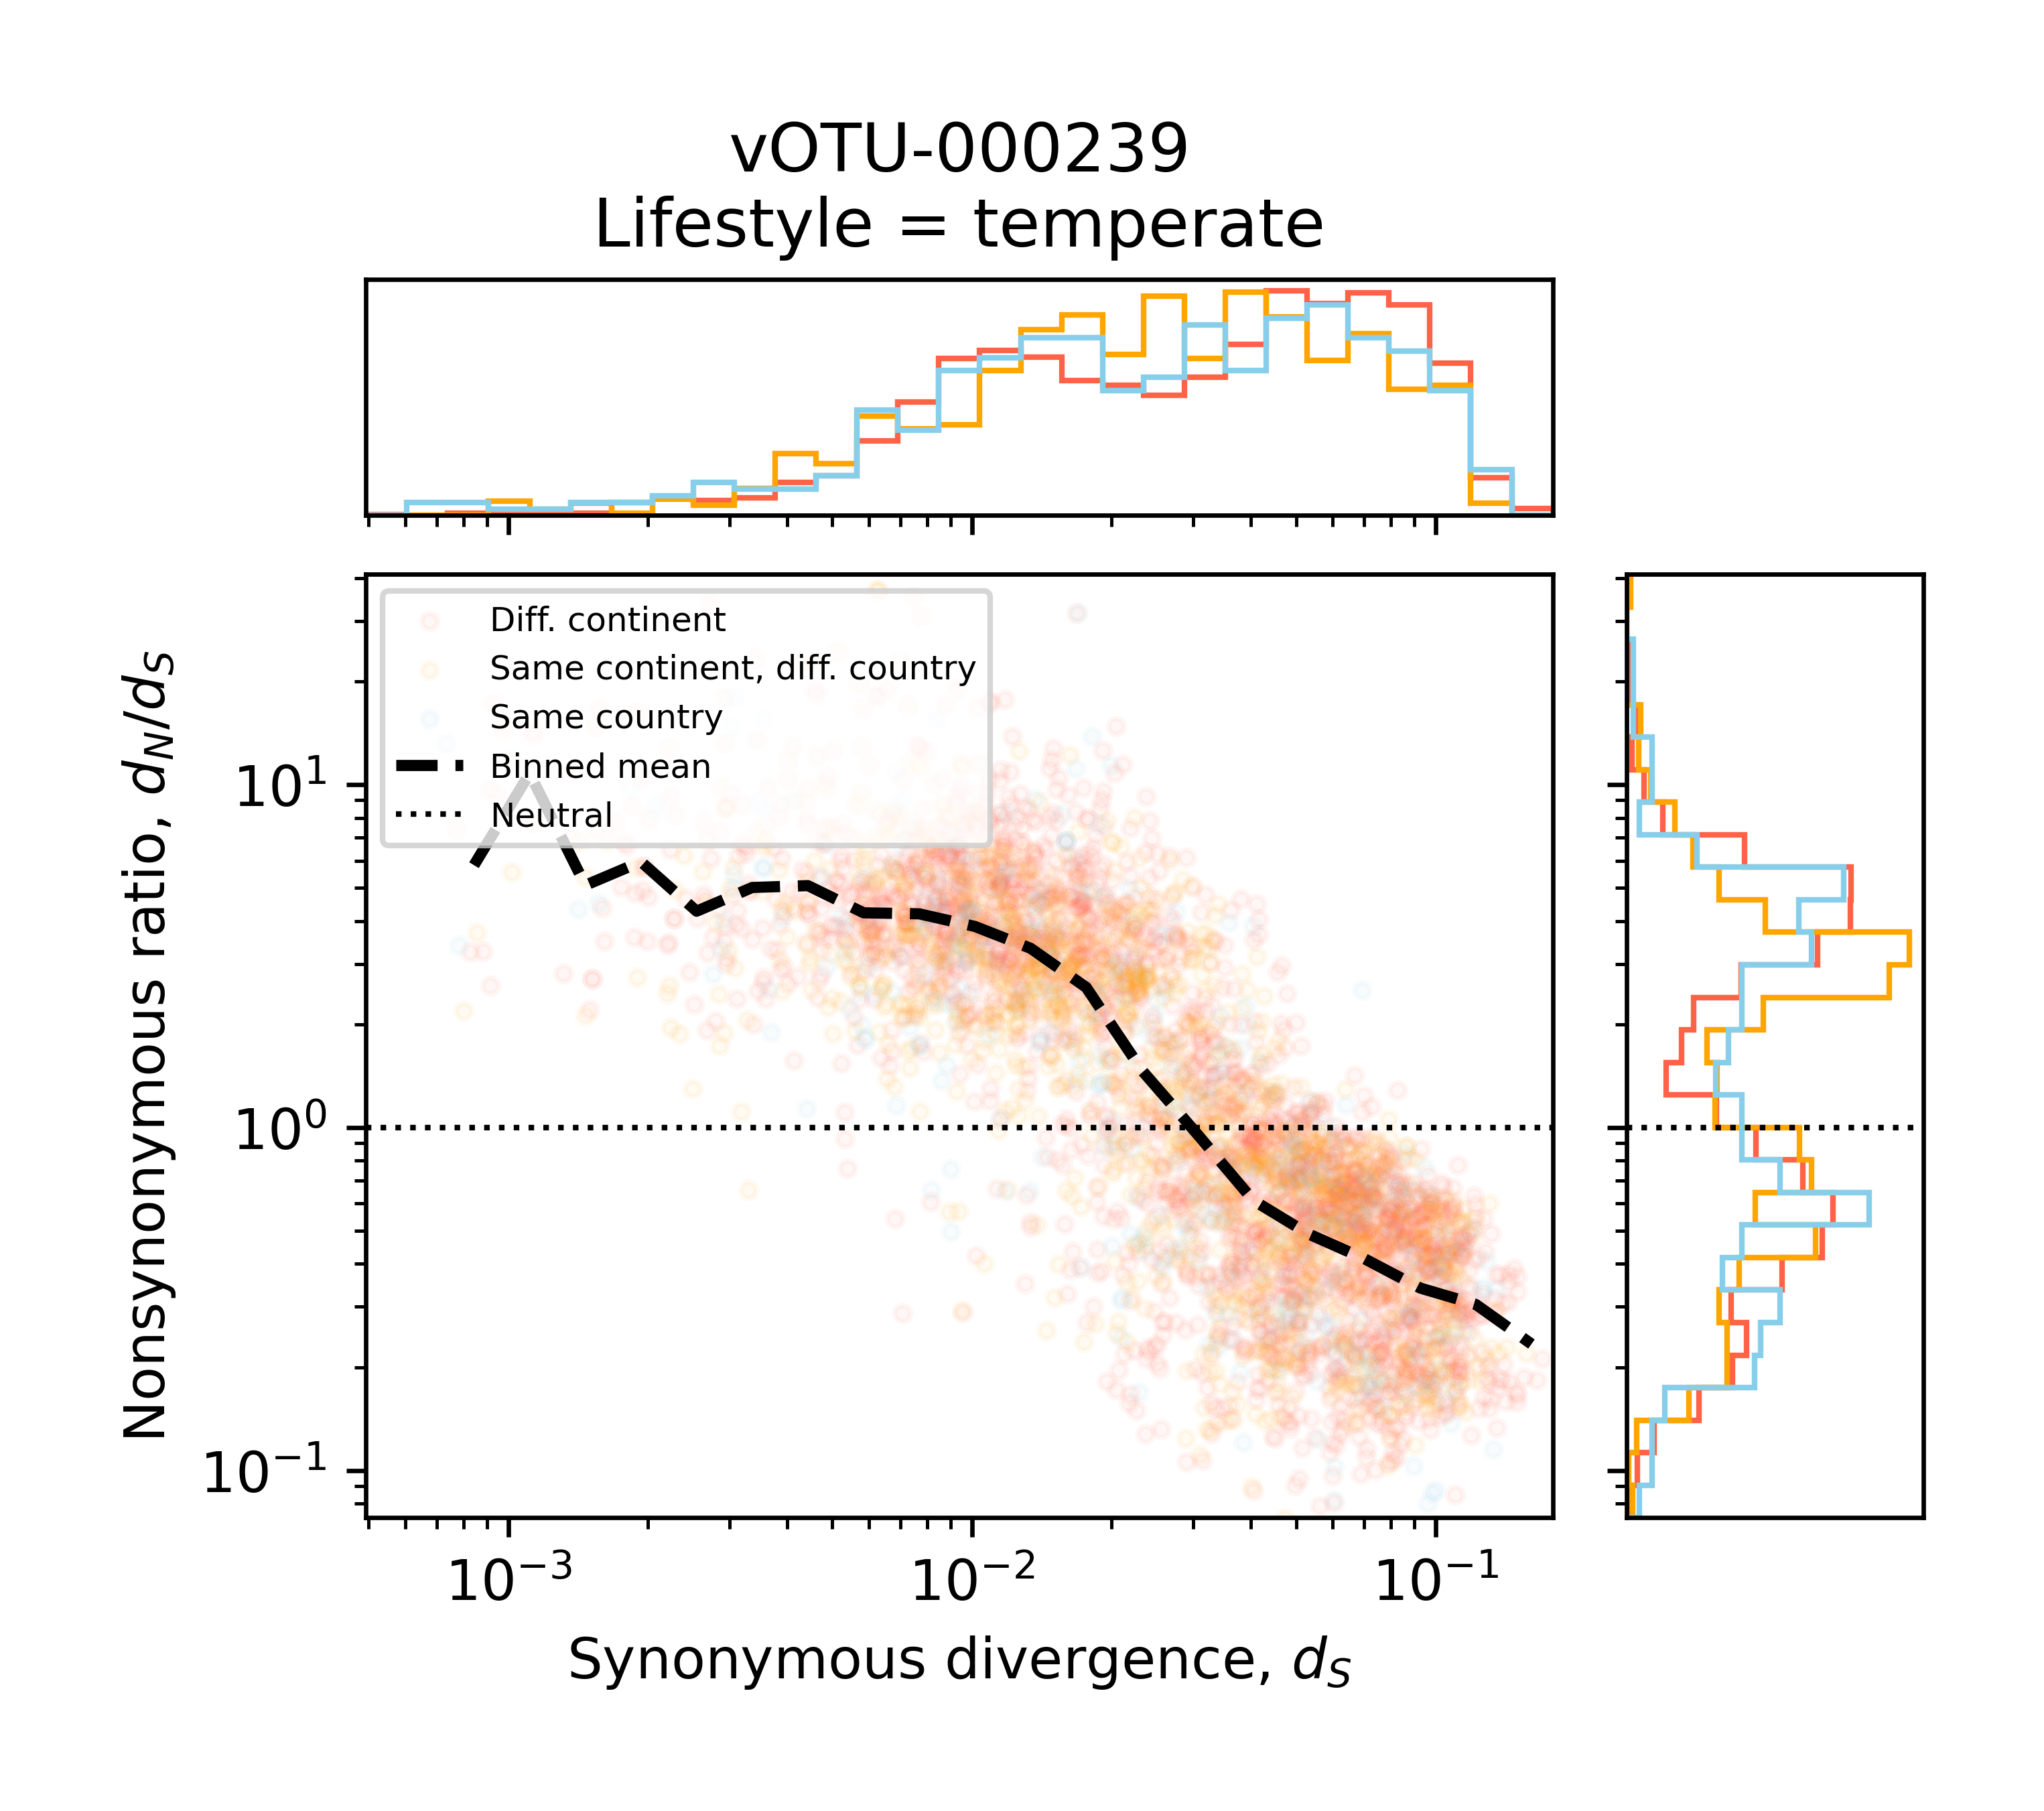 vOTU-000239
Lifestyle = temperate
Diff. continent
Same continent, diff. country
Same country
Binned mean
Neutral
Nonsynonymous ratio, d_N/d_S
10^1
10^0
10^−1
10^−3
10^−2
10^−1
Synonymous divergence, d_S